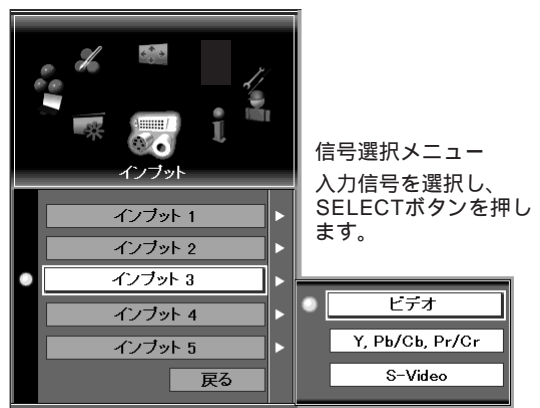 インプット
信号選択メニュー
入力信号を選択し、
SELECTボタンを押し
ます。
インプット 1
インプット 2
インプット 3
インプット 4
インプット 5
戻る
ビデオ
Y, Pb/Cb, Pr/Cr
S-Video